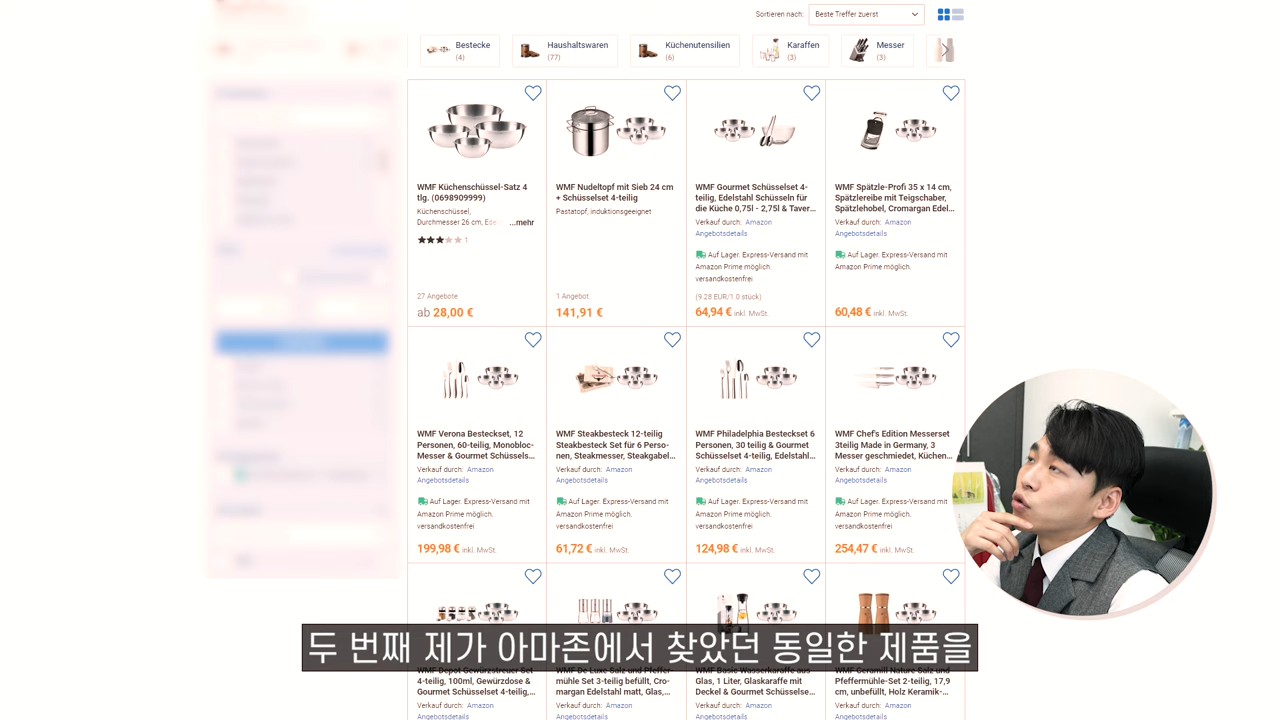 Sortieren nach:
Beste Treffer zuerst
Bestecke
(4)
Haushaltswaren
(77)
Küchenutensilien
(6)
Karaffen
(3)
Messer
(3)
WMF Küchenschüssel-Satz 4
tlg. (0698909999)
Küchenschüssel,
Durchmesser 26 cm, ...mehr
1
27 Angebote
ab 28,00 €
WMF Nudeltopf mit Sieb 24 cm
+ Schüsselset 4-teilig
Pastatopf, induktionsgeeignet
1 Angebot
141,91 €
WMF Gourmet Schüsselset 4-
teilig, Edelstahl Schüsseln für
die Küche 0,75l - 2,75l & Taver...
Verkauf durch: Amazon
Angebotsdetails
Auf Lager. Express-Versand mit
Amazon Prime möglich.
versandkostenfrei
(9.28 EUR/1.0 stück)
64,94 € inkl. MwSt.
WMF Spätzle-Profi 35 x 14 cm,
Spätzlereibe mit Teigschaber,
Spätzlehobel, Cromargan Edel...
Verkauf durch: Amazon
Angebotsdetails
Auf Lager. Express-Versand mit
Amazon Prime möglich.
60,48 € inkl. MwSt.
WMF Verona Besteckset, 12
Personen, 60-teilig, Monobloc-
Messer & Gourmet Schüssels...
Verkauf durch: Amazon
Angebotsdetails
Auf Lager. Express-Versand mit
Amazon Prime möglich.
versandkostenfrei
199,98 € inkl. MwSt.
WMF Steakbesteck 12-teilig
Steakbesteck Set für 6 Perso-
nen, Steakmesser, Steakgabel...
Verkauf durch: Amazon
Angebotsdetails
Auf Lager. Express-Versand mit
Amazon Prime möglich.
versandkostenfrei
61,72 € inkl. MwSt.
WMF Philadelphia Besteckset 6
Personen, 30 teilig & Gourmet
Schüsselset 4-teilig, Edelstahl...
Verkauf durch: Amazon
Angebotsdetails
Auf Lager. Express-Versand mit
Amazon Prime möglich.
versandkostenfrei
124,98 € inkl. MwSt.
WMF Chef's Edition Messerset
3teilig Made in Germany, 3
Messer geschmiedet, Küchen...
Verkauf durch: Amazon
Angebotsdetails
Auf Lager. Express-Versand mit
Amazon Prime möglich.
versandkostenfrei
254,47 € inkl. MwSt.
두 번째 제가 아마존에서 찾았던 동일한 제품을
WMF Depot Gewürzstreuer Set
4-teilig, 100ml, Gewürzdose &
Gourmet Schüsselset 4-teilig,...
Verkauf durch: Amazon
Angebotsdetails
WMF De Luxe Salz und Pfeffer-
mühle Set 3-teilig befüllt, Cro-
margan Edelstahl matt, Glas,...
Verkauf durch: Amazon
Angebotsdetails
WMF Basic Wasserkaraffe aus
Glas, 1 Liter, Glaskaraffe mit
Deckel & Gourmet Schüsselse...
Verkauf durch: Amazon
Angebotsdetails
WMF Ceramill Nature Salz und
Pfeffermühle-Set 2-teilig, 17,9
cm, unbefüllt, Holz Keramik-...
Verkauf durch: Amazon
Angebotsdetails